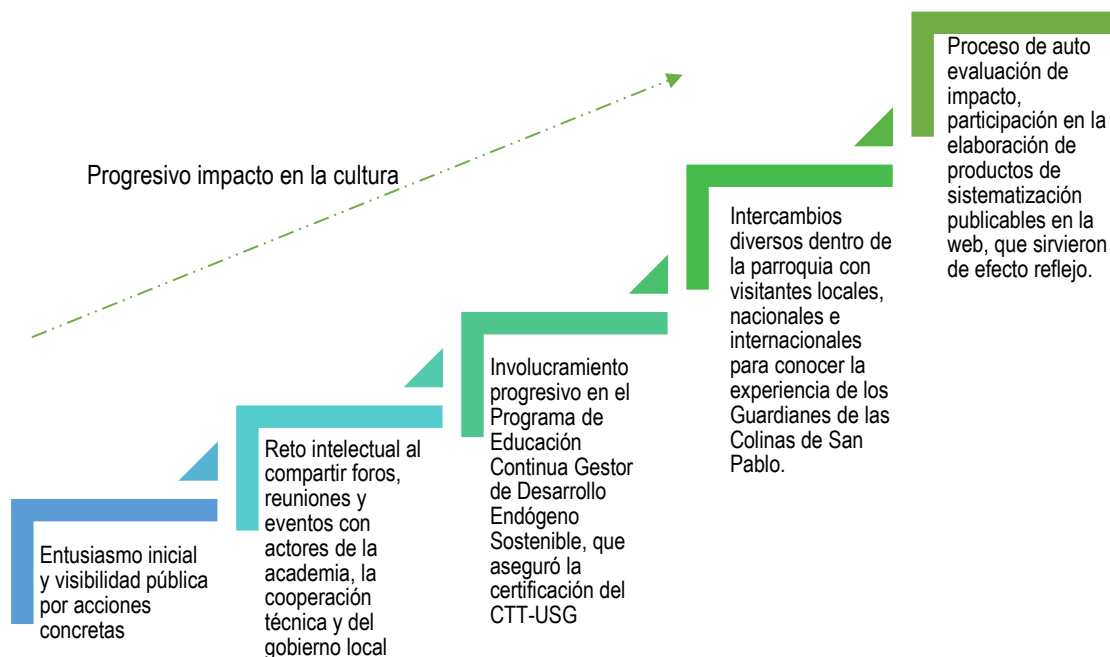 Progresivo impacto en la cultura
Entusiasmo inicial
y visibilidad pública
por acciones
concretas
Reto intelectual al
compartir foros,
reuniones y
eventos con
actores de la
academia, la
cooperación
técnica y del
gobierno local
Involucramiento
progresivo en el
Programa de
Educación
Continua Gestor
de Desarrollo
Endógeno
Sostenible, que
aseguró la
certificación del
CTT-USG
Intercambios
diversos dentro de
la parroquia con
visitantes locales,
nacionales e
internacionales
para conocer la
experiencia de los
Guardianes de las
Colinas de San
Pablo.
Proceso de auto
evaluación de
impacto,
participación en la
elaboración de
productos de
sistematización
publicables en la
web, que sirvieron
de efecto reflejo.